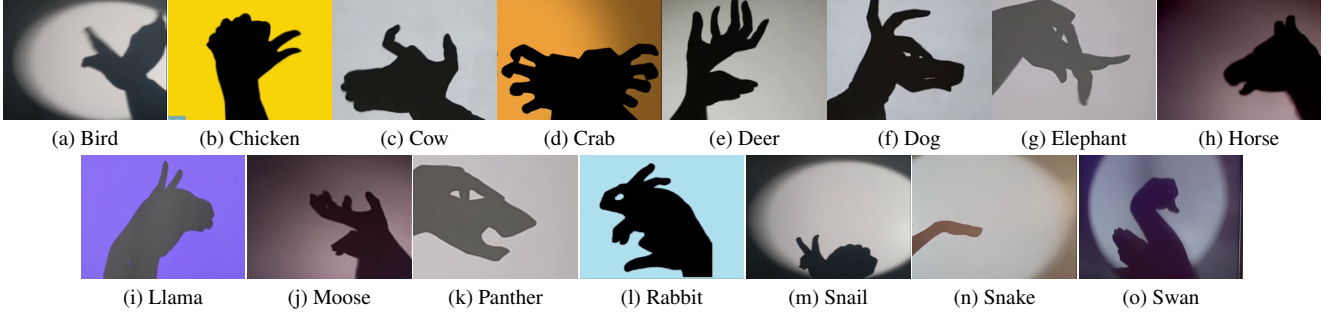 (a) Bird (b) Chicken (c) Cow (d) Crab (e) Deer (f) Dog (g) Elephant (h) Horse
(i) Llama (j) Moose (k) Panther (l) Rabbit (m) Snail (n) Snake (o) Swan